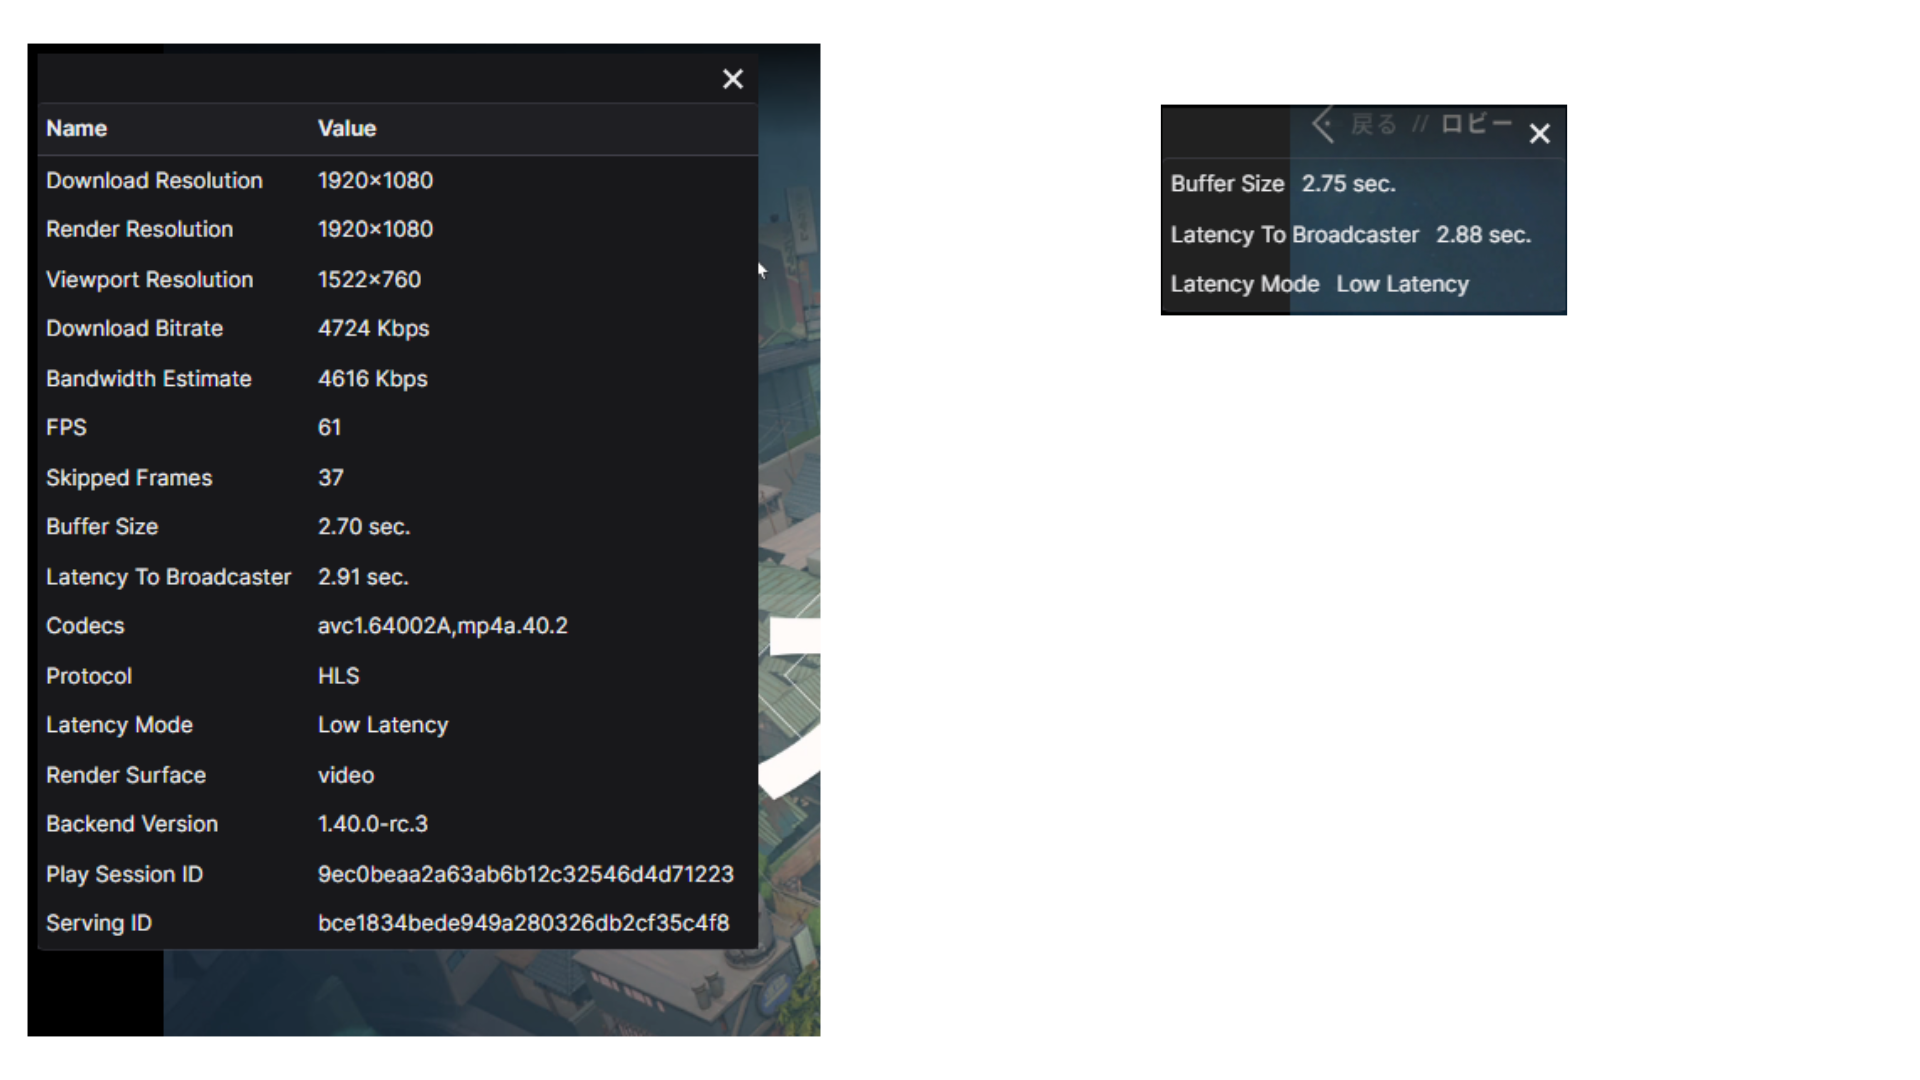 Name Value
Download Resolution 1920×1080
Render Resolution 1920×1080
Viewport Resolution 1522×760
Download Bitrate 4724 Kbps
Bandwidth Estimate 4616 Kbps
FPS 61
Skipped Frames 37
Buffer Size 2.70 sec.
Latency To Broadcaster 2.91 sec.
Codecs avc1.64002A,mp4a.40.2
Protocol HLS
Latency Mode Low Latency
Render Surface video
Backend Version 1.40.0-rc.3
Play Session ID 9ec0beaa2a63ab6b12c32546d4d71223
Serving ID bce1834bede949a280326db2cf35c4f8
戻る // ロビー
Buffer Size 2.75 sec.
Latency To Broadcaster 2.88 sec.
Latency Mode Low Latency